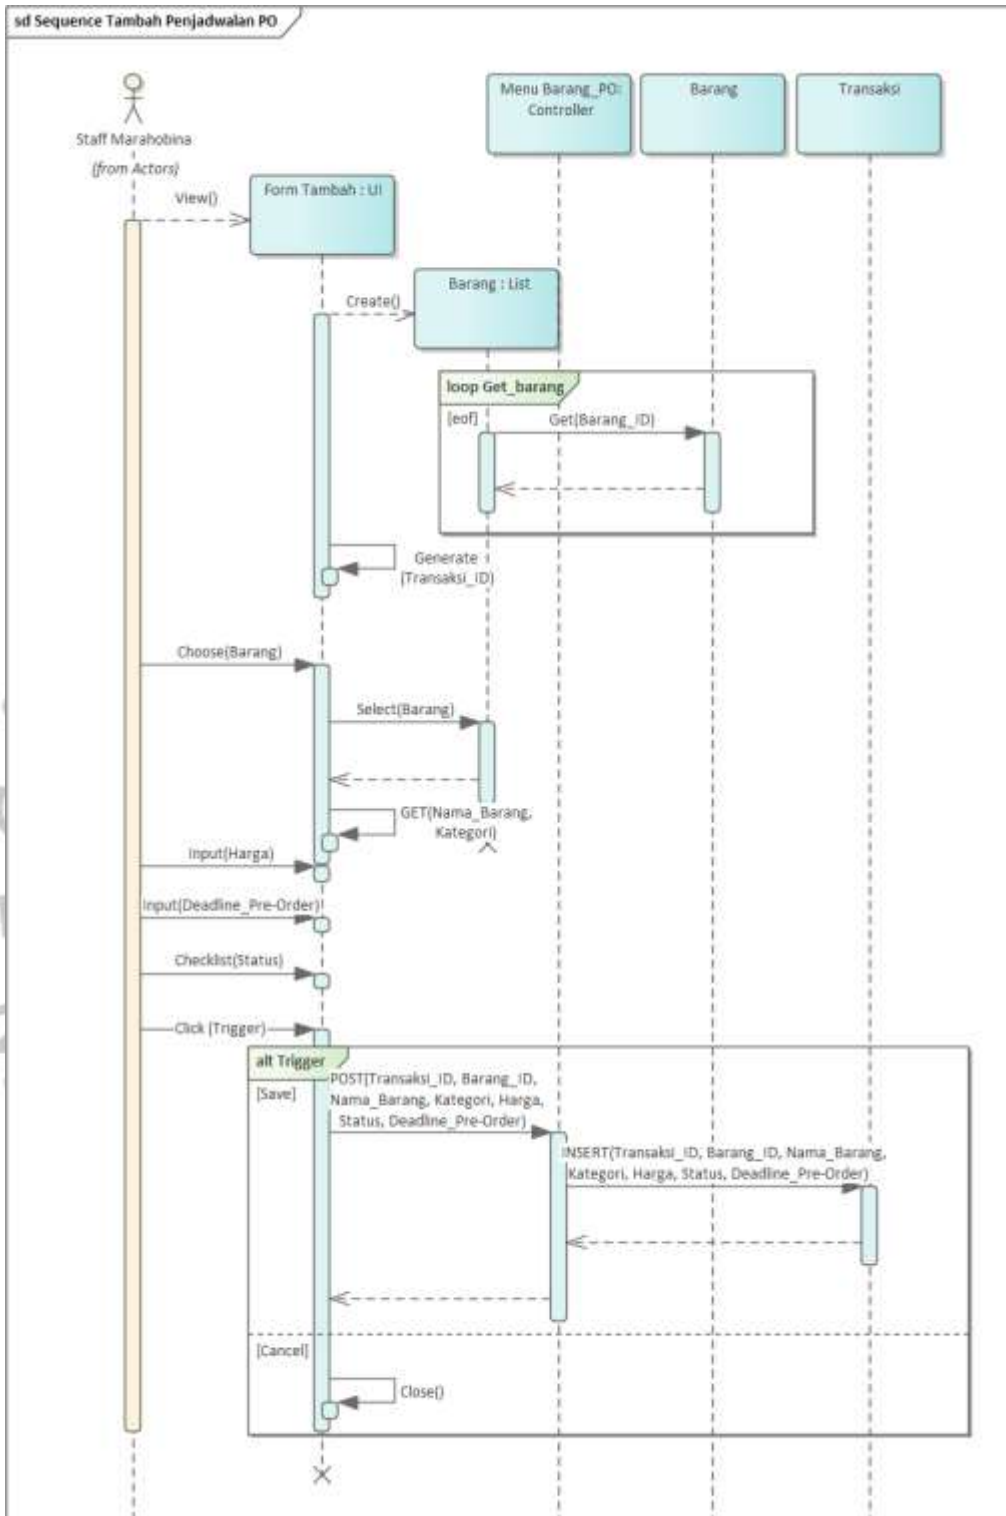 sd Sequence Tambah Penjadwalan PO
Staff Marahobina
(from Actors)
Menu Barang_PO:
Controller
Barang
Transaksi
View()
Form Tambah : UI
Create()
Barang : List
loop Get_barang
[eof]
Get(Barang_ID)
Generate
(Transaksi_ID)
Choose(Barang)
Select(Barang)
GET(Nama_Barang,
Kategori)
Input(Harga)
Input(Deadline_Pre-Order)
Checklist(Status)
Click (Trigger)
alt Trigger
[Save]
POST(Transaksi_ID, Barang_ID,
Nama_Barang, Kategori, Harga,
Status, Deadline_Pre-Order)
INSERT(Transaksi_ID, Barang_ID, Nama_Barang,
Kategori, Harga, Status, Deadline_Pre-Order)
[Cancel]
Close()